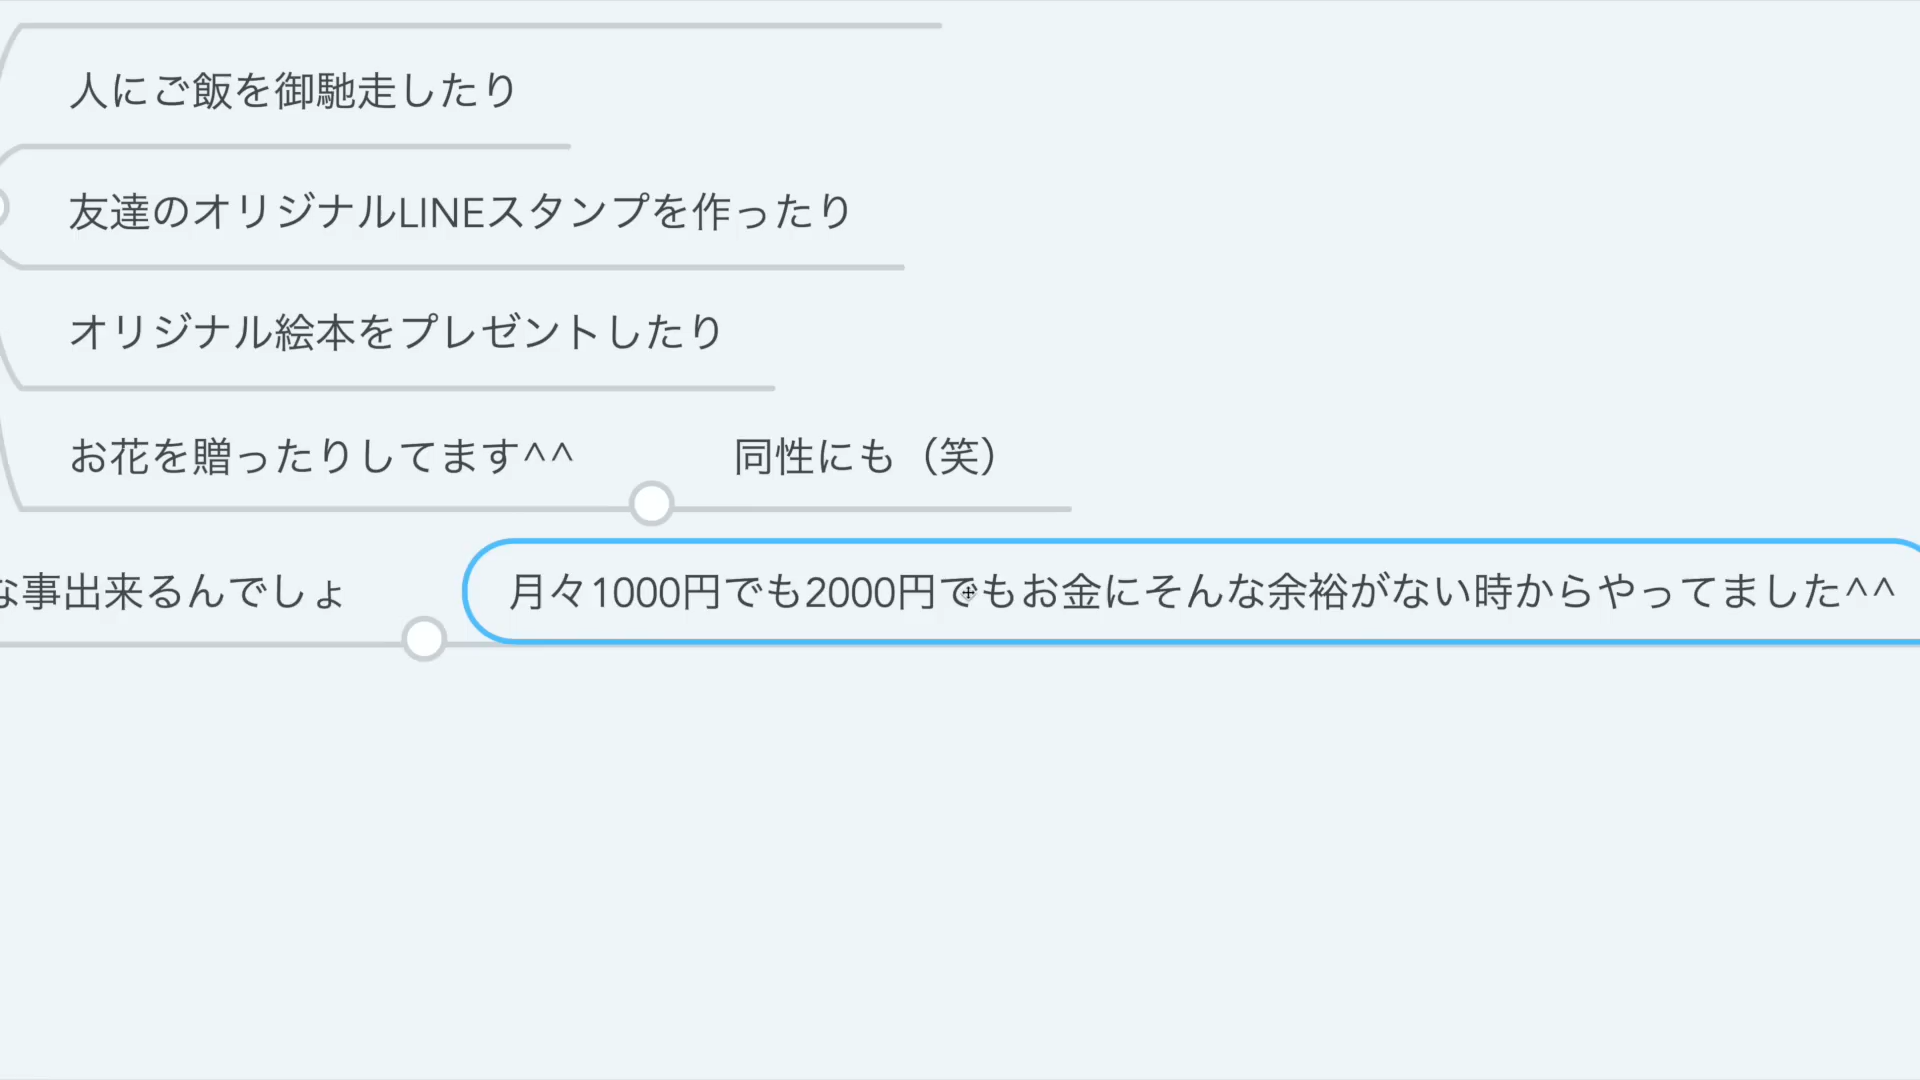 人にご飯を御馳走したり
友達のオリジナルLINEスタンプを作ったり
オリジナル絵本をプレゼントしたり
お花を贈ったりしてます^^ 同性にも（笑）
な事出来るんでしょ 月々1000円でも2000円でもお金にそんな余裕がない時からやってました^^